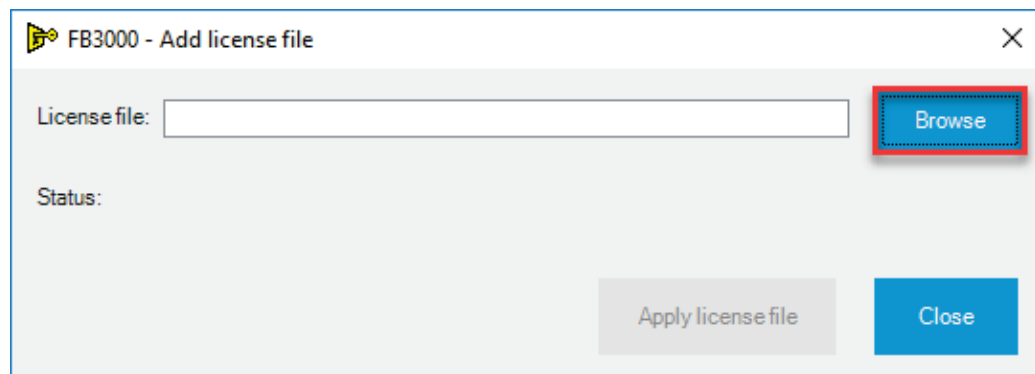 FB3000 - Add license file
License file:
Browse
Status:
Apply license file
Close